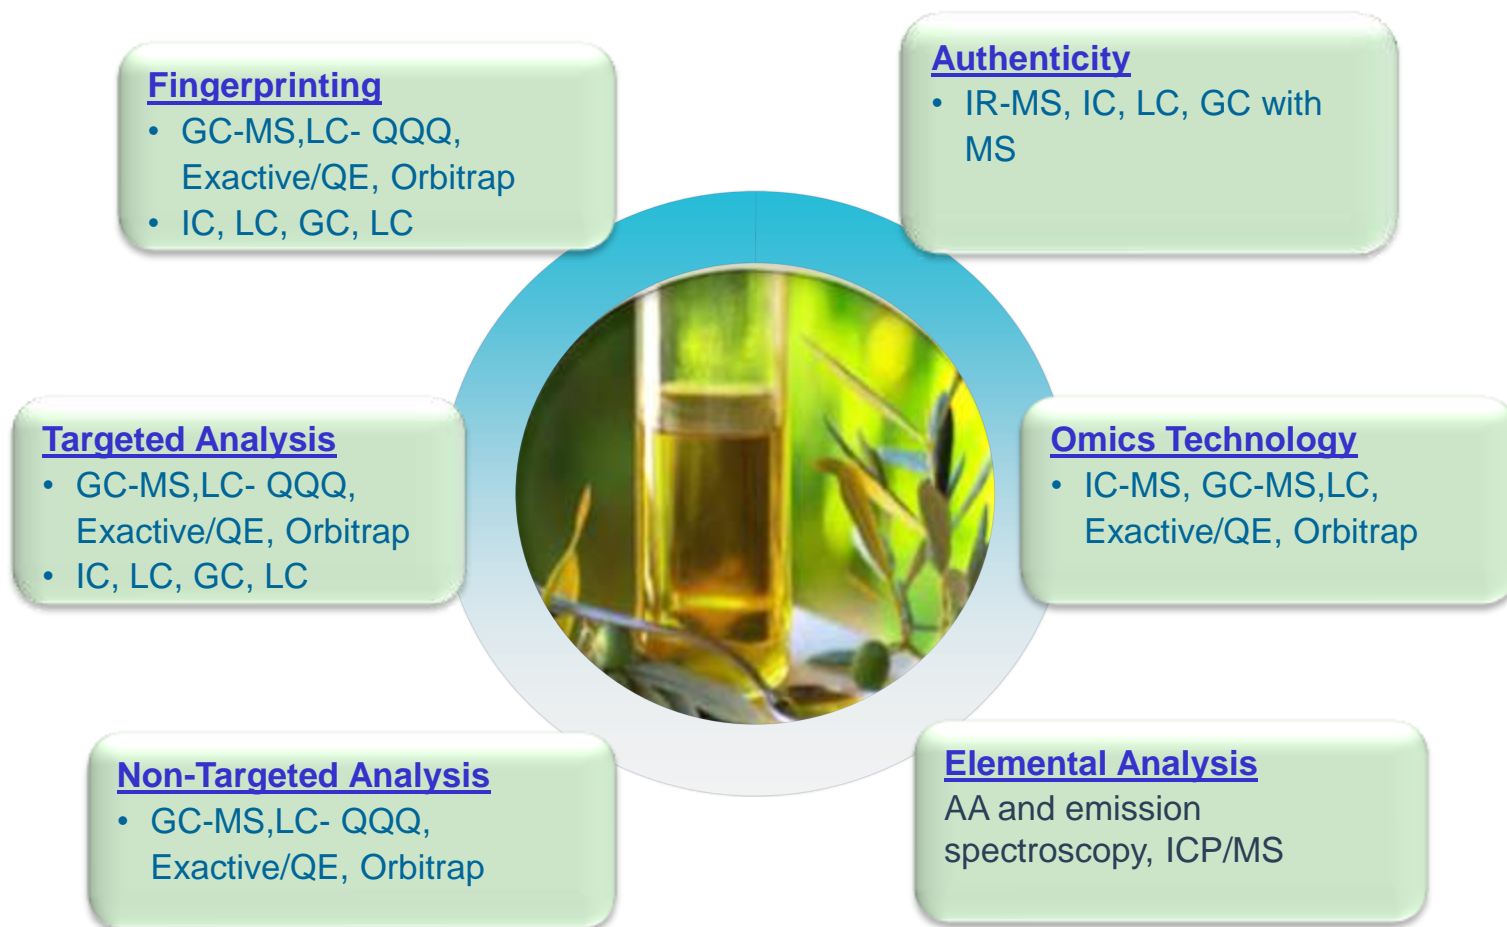 Fingerprinting
• GC-MS,LC- QQQ,
Exactive/QE, Orbitrap
• IC, LC, GC, LC
Authenticity
• IR-MS, IC, LC, GC with
MS
Targeted Analysis
• GC-MS,LC- QQQ,
Exactive/QE, Orbitrap
• IC, LC, GC, LC
Omics Technology
• IC-MS, GC-MS,LC,
Exactive/QE, Orbitrap
Non-Targeted Analysis
• GC-MS,LC- QQQ,
Exactive/QE, Orbitrap
Elemental Analysis
AA and emission
spectroscopy, ICP/MS